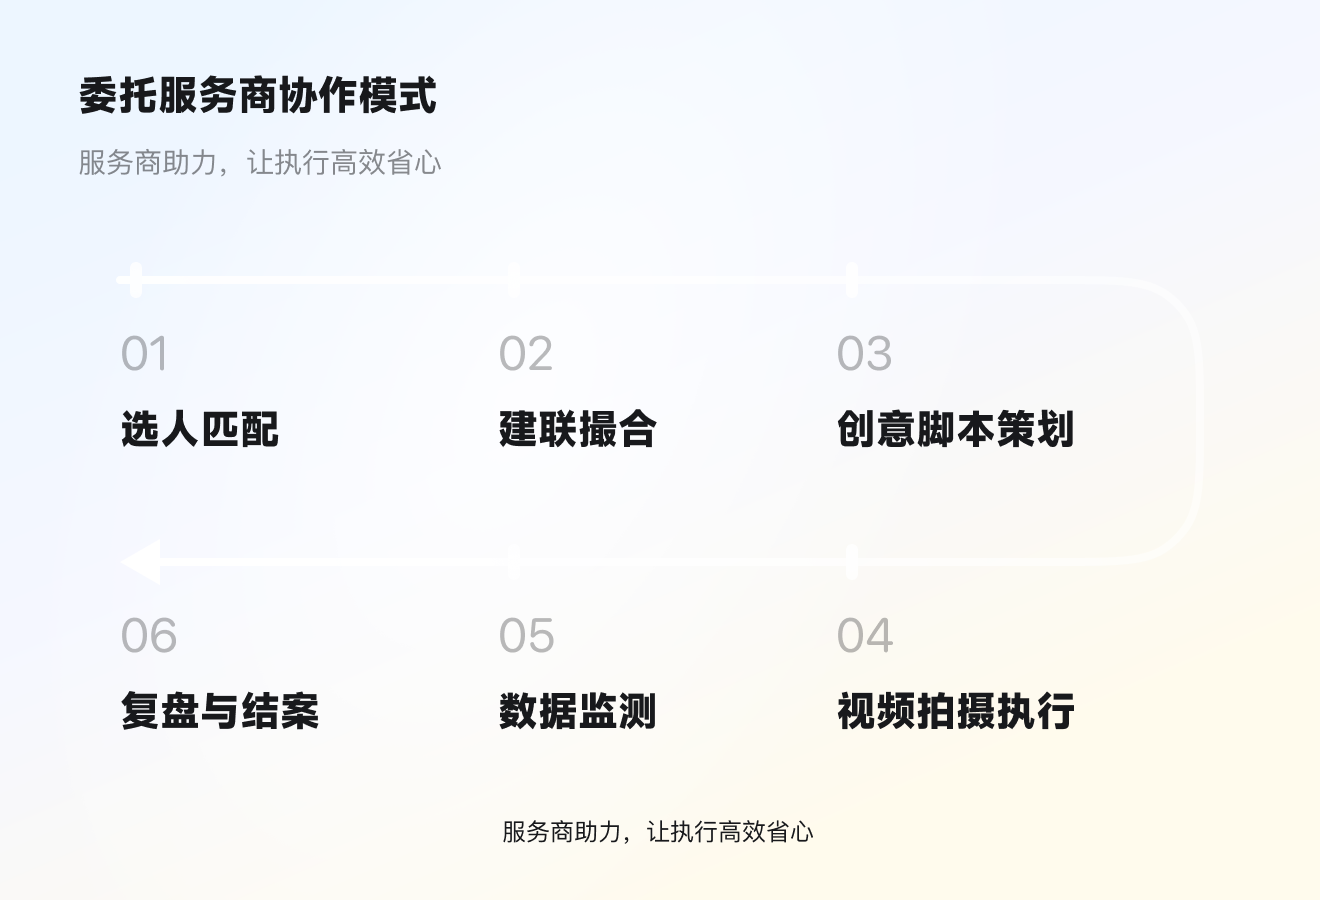 委托服务商协作模式
服务商助力，让执行高效省心
01
选人匹配
02
建联撮合
03
创意脚本策划
04
视频拍摄执行
05
数据监测
06
复盘与结案
服务商助力，让执行高效省心